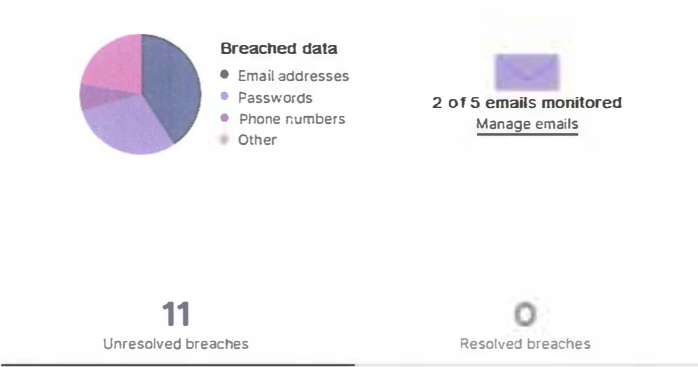 Breached data
Email addresses
Passwords
Phone numbers
Other
2 of 5 emails monitored
Manage emails
11
Unresolved breaches
0
Resolved breaches